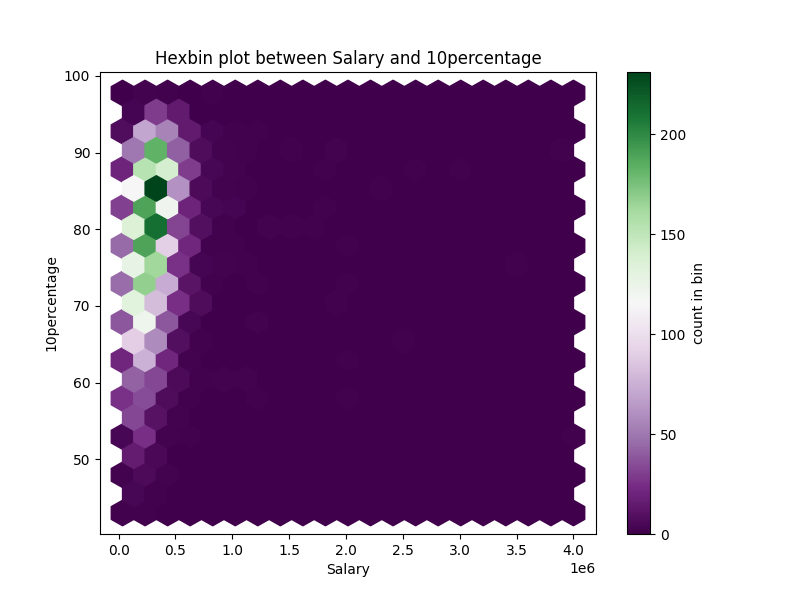 Hexbin plot between Salary and 10percentage
100
90
80
70
60
50
10percentage
0.0 0.5 1.0 1.5 2.0 2.5 3.0 3.5 4.0
1e6
Salary
200
150
100
50
0
count in bin